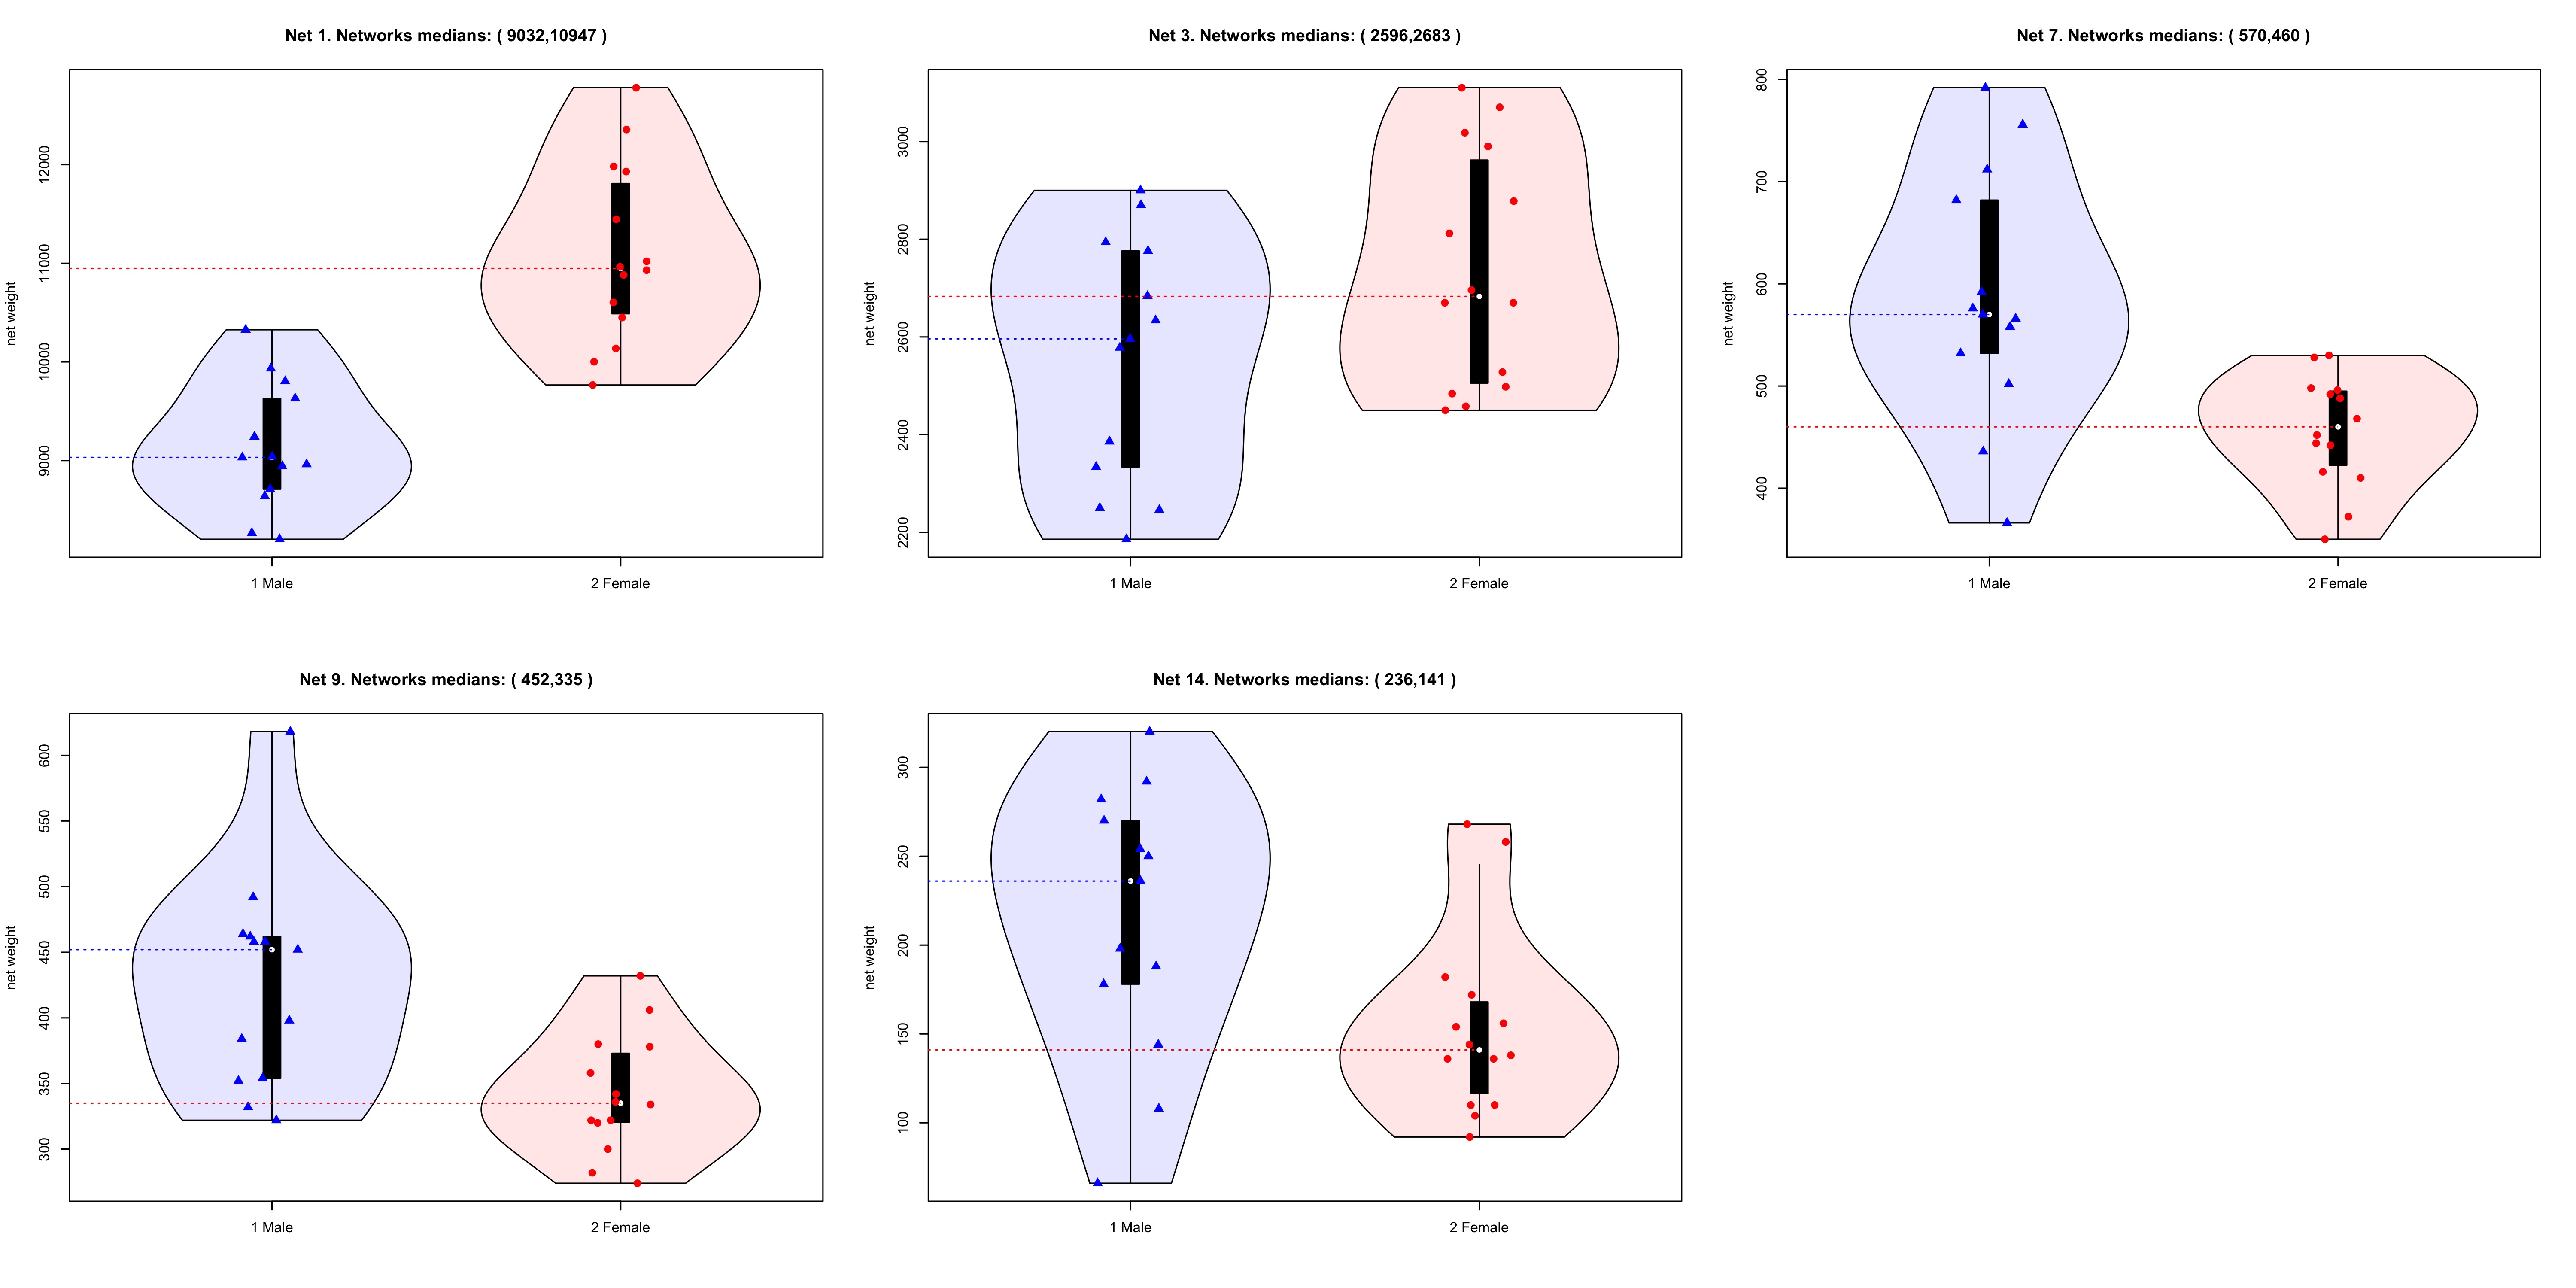 Net 1. Networks medians: ( 9032,10947 )
net weight
12000
11000
10000
9000
1 Male
2 Female
Net 3. Networks medians: ( 2596,2683 )
net weight
3000
2800
2600
2400
2200
1 Male
2 Female
Net 7. Networks medians: ( 570,460 )
net weight
800
700
600
500
400
1 Male
2 Female
Net 9. Networks medians: ( 452,335 )
net weight
600
550
500
450
400
350
300
1 Male
2 Female
Net 14. Networks medians: ( 236,141 )
net weight
300
250
200
150
100
1 Male
2 Female